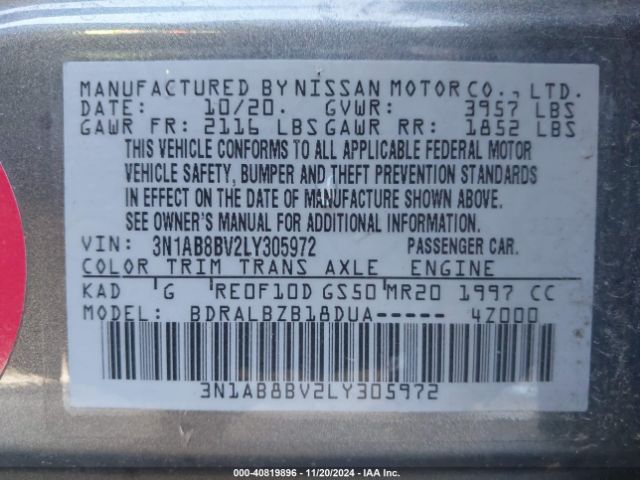 MANUFACTURED BY NISSAN MOTOR CO., LTD.
DATE: 10/20. GVWR: 3957 LBS
GAWR FR: 2116 LBS GAWR RR: 1852 LBS
THIS VEHICLE CONFORMS TO ALL APPLICABLE FEDERAL MOTOR
VEHICLE SAFETY, BUMPER AND THEFT PREVENTION STANDARDS
IN EFFECT ON THE DATE OF MANUFACTURE SHOWN ABOVE.
SEE OWNER'S MANUAL FOR ADDITIONAL INFORMATION.
VIN: 3N1AB8BV2LY305972 PASSENGER CAR.
COLOR TRIM TRANS AXLE ENGINE
KAD 'G 'RE0F10D GS50 'MR20 1997 CC
MODEL: BDRALBZB18DUA----- 4Z000
3N1AB8BV2LY305972
000-40819896 - 11/20/2024 - IAA Inc.